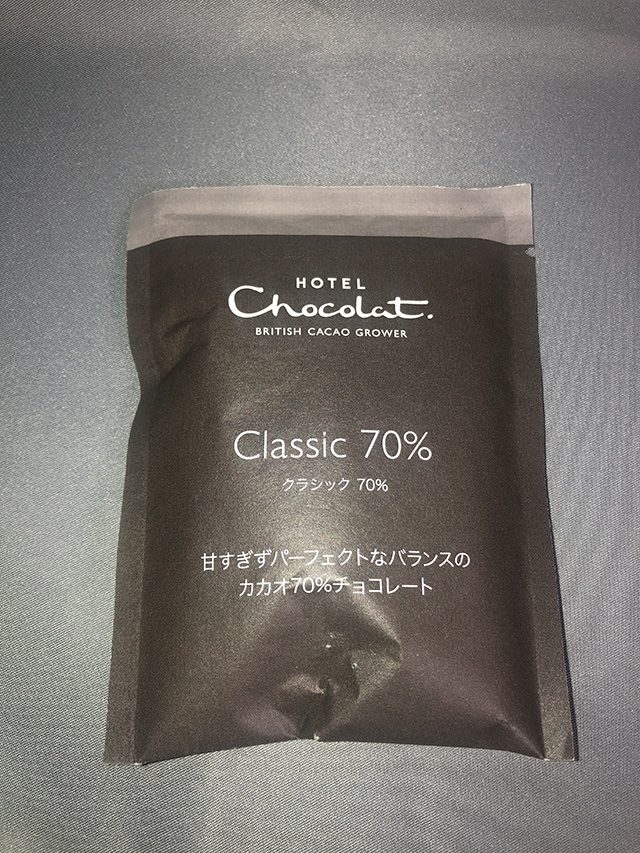 HOTEL
Chocolat.
BRITISH CACAO GROWER
Classic 70%
クラシック 70%
甘すぎずパーフェクトなバランスの
カカオ70%チョコレート